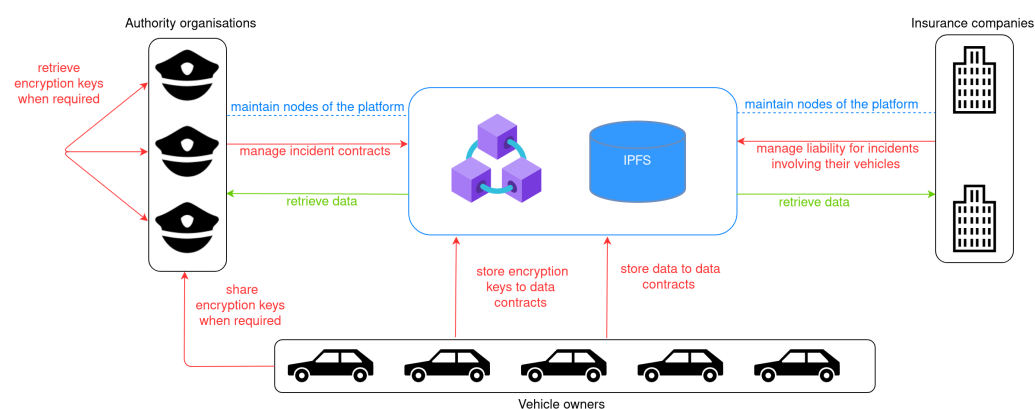 Authority organisations
Insurance companies
retrieve
encryption keys
when required
maintain nodes of the platform
maintain nodes of the platform
manage incident contracts
IPFS
manage liability for incidents
involving their vehicles
retrieve data
retrieve data
share
encryption keys
when required
store encryption
keys to data
contracts
store data to data
contracts
Vehicle owners